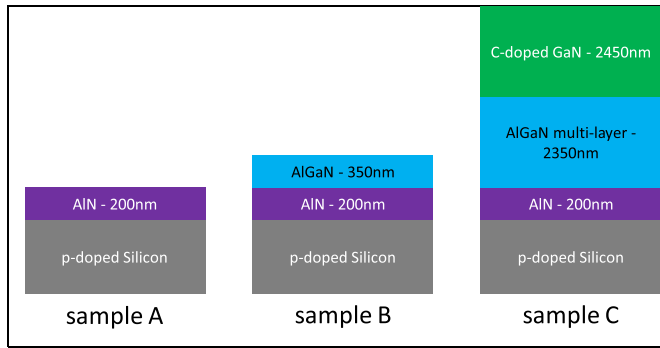 AlN - 200nm
p-doped Silicon
sample A
AlGaN - 350nm
AlN - 200nm
p-doped Silicon
sample B
C-doped GaN - 2450nm
AlGaN multi-layer -
2350nm
AlN - 200nm
p-doped Silicon
sample C